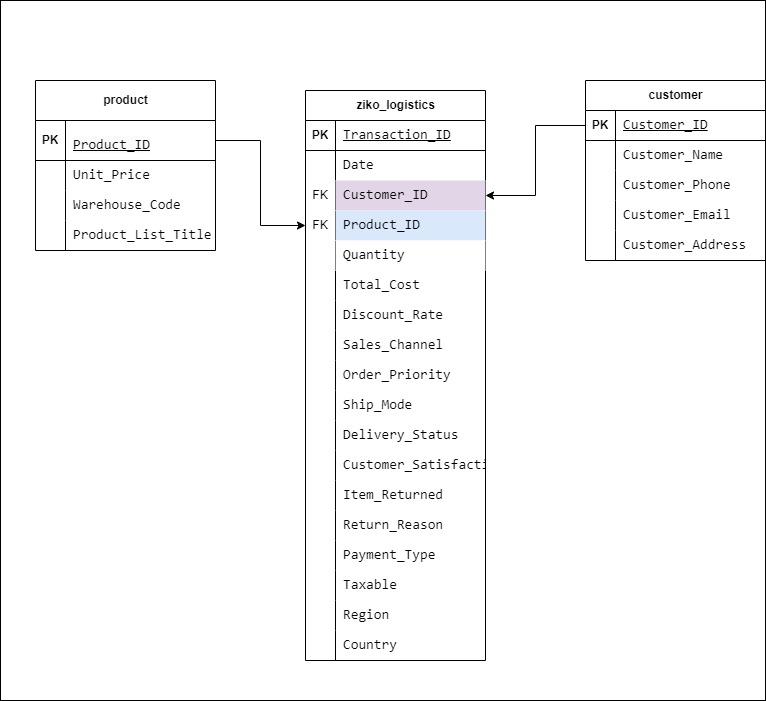 product
PK Product_ID
Unit_Price
Warehouse_Code
Product_List_Title
ziko_logistics
PK Transaction_ID
Date
FK Customer_ID
FK Product_ID
Quantity
Total_Cost
Discount_Rate
Sales_Channel
Order_Priority
Ship_Mode
Delivery_Status
Customer_Satisfacti
Item_Returned
Return_Reason
Payment_Type
Taxable
Region
Country
customer
PK Customer_ID
Customer_Name
Customer_Phone
Customer_Email
Customer_Address